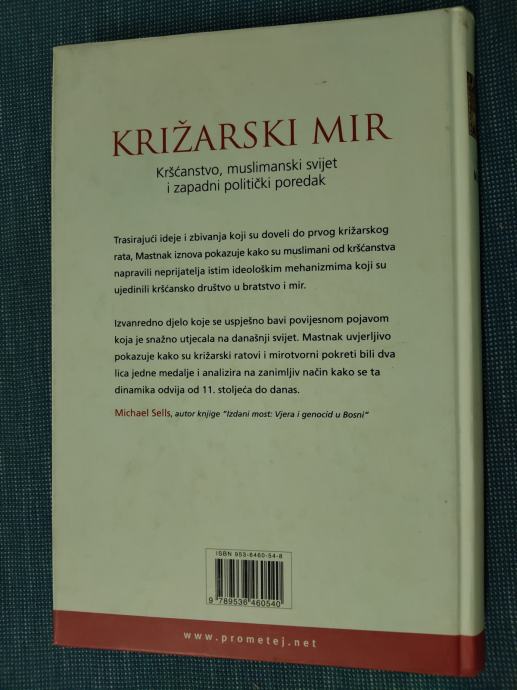 KRIŽARSKI MIR
Kršćanstvo, muslimanski svijet
i zapadni politički poredak
Trasirajući ideje i zbivanja koji su doveli do prvog križarskog
rata, Mastnak iznova pokazuje kako su muslimani od kršćanstva
napravili neprijatelja istim ideološkim mehanizmima koji su
ujedinili kršćansko društvo u bratstvo i mir.
Izvanredno djelo koje se uspješno bavi povijesnom pojavom
koja je snažno utjecala na današnji svijet. Mastnak uvjerljivo
pokazuje kako su križarski ratovi i mirotvorni pokreti bili dva
lica jedne medalje i analizira na zanimljiv način kako se ta
dinamika odvija od 11. stoljeća do danas.
Michael Sells, autor knjige "Izdani most: Vjera i genocid u Bosni"
ISBN 953-6460-54-8
9 789536 460540
www.prometej.net